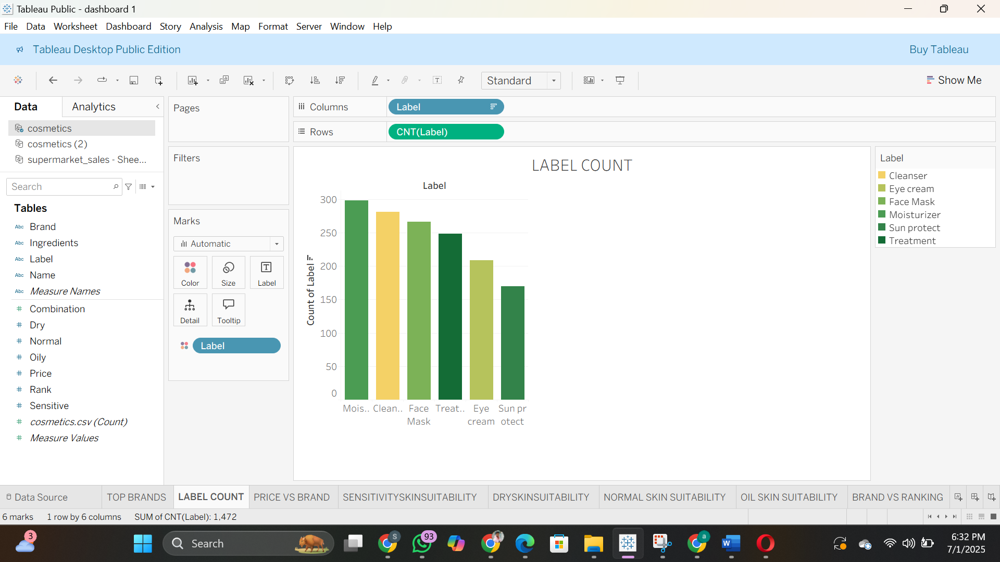 Tableau Public - dashboard 1
File Data Worksheet Dashboard Story Analysis Map Format Server Window Help
Tableau Desktop Public Edition
Buy Tableau
Standard
Show Me
Data
Analytics
cosmetics
cosmetics (2)
supermarket_sales - Shee...
Search
Tables
Abc Brand
Abc Ingredients
Abc Label
Abc Name
Abc Measure Names
# Combination
# Dry
# Normal
# Oily
# Price
# Rank
# Sensitive
# cosmetics.csv (Count)
# Measure Values
Pages
Filters
Marks
Automatic
Color
Size
Label
Detail
Tooltip
Label
Columns
Label
Rows
CNT(Label)
LABEL COUNT
Label
Count of Label
300
250
200
150
100
50
0
Mois..
Clean..
Face
Mask
Treat..
Eye
cream
Sun pr
otect
Label
Cleanser
Eye cream
Face Mask
Moisturizer
Sun protect
Treatment
Data Source
TOP BRANDS
LABEL COUNT
PRICE VS BRAND
SENSITIVITYSKINSUITABILITY
DRYSKINSUITABILITY
NORMAL SKIN SUITABILITY
OIL SKIN SUITABILITY
BRAND VS RANKING
6 marks
1 row by 6 columns
SUM of CNT(Label): 1,472
3
Search
93
S
a
W
6:32 PM
7/1/2025